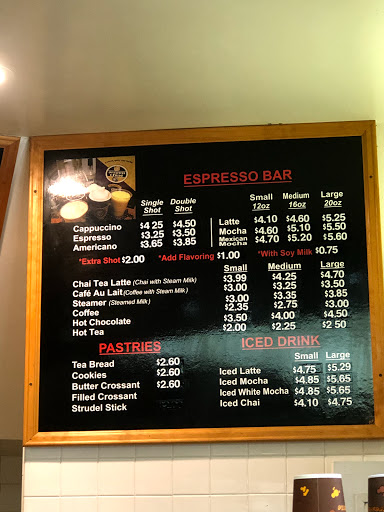 ESPRESSO BAR
Single Shot Double Shot
Cappuccino $4.25 $4.50
Espresso $3.25 $3.50
Americano $3.65 $3.85
Small 12oz Medium 16oz Large 20oz
Latte $4.10 $4.60 $5.25
Mocha $4.60 $5.10 $5.50
Mexican Mocha $4.70 $5.20 $5.60
*Extra Shot $2.00 *Add Flavoring $1.00 *With Soy Milk $0.75
Small Medium Large
Chai Tea Latte (Chai with Steam Milk) $3.99 $4.25 $4.70
Café Au Lait (Coffee with Steam Milk) $3.00 $3.25 $3.50
Steamer (Steamed Milk) $3.00 $3.35 $3.85
Coffee $2.35 $2.75 $3.00
Hot Chocolate $3.50 $4.00 $4.50
Hot Tea $2.00 $2.25 $2.50
PASTRIES
Tea Bread $2.60
Cookies $2.60
Butter Crossant $2.60
Filled Crossant
Strudel Stick
ICED DRINK
Small Large
Iced Latte $4.75 $5.29
Iced Mocha $4.85 $5.65
Iced White Mocha $4.85 $5.65
Iced Chai $4.10 $4.75